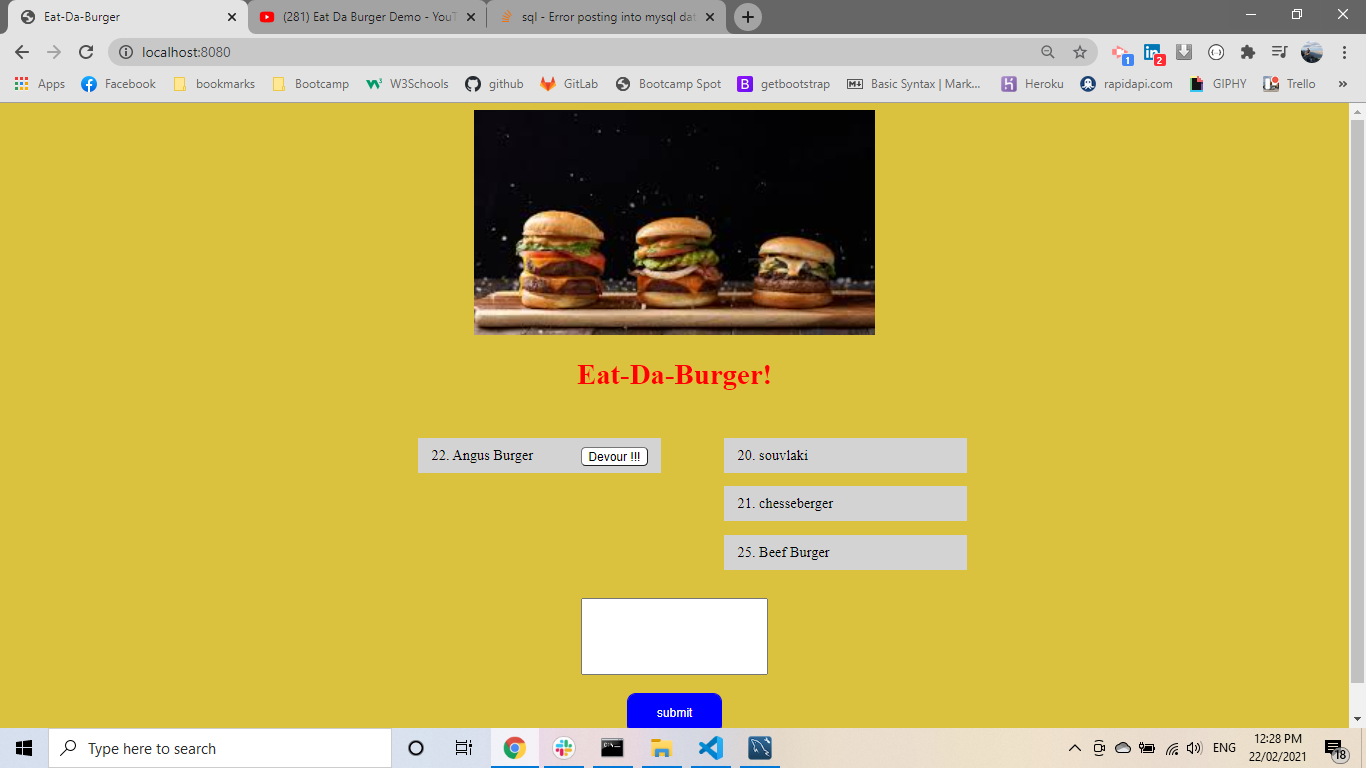 Eat-Da-Burger
(281) Eat Da Burger Demo - YouT
sql - Error posting into mysql dat
localhost:8080
1
2
Apps
Facebook
bookmarks
Bootcamp
W3Schools
github
GitLab
Bootcamp Spot
B
getbootstrap
Basic Syntax | Mark...
Heroku
rapidapi.com
GIPHY
Trello
»
Eat-Da-Burger!
22. Angus Burger
Devour !!!
20. souvlaki
21. chesseberger
25. Beef Burger
submit
Type here to search
ENG
12:28 PM
22/02/2021
18